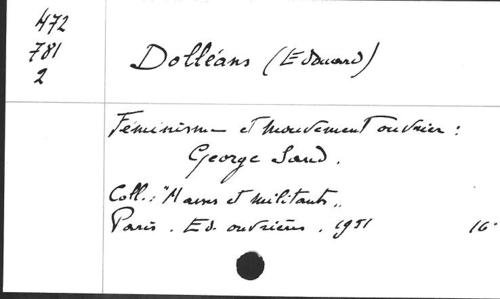 472
781
2
Dolléans (Edouard)
Féminisme et mouvement ouvrier :
George Sand.
Coll.: "Masses et militants"
Paris. Ed. ouvrières. 1951 16°